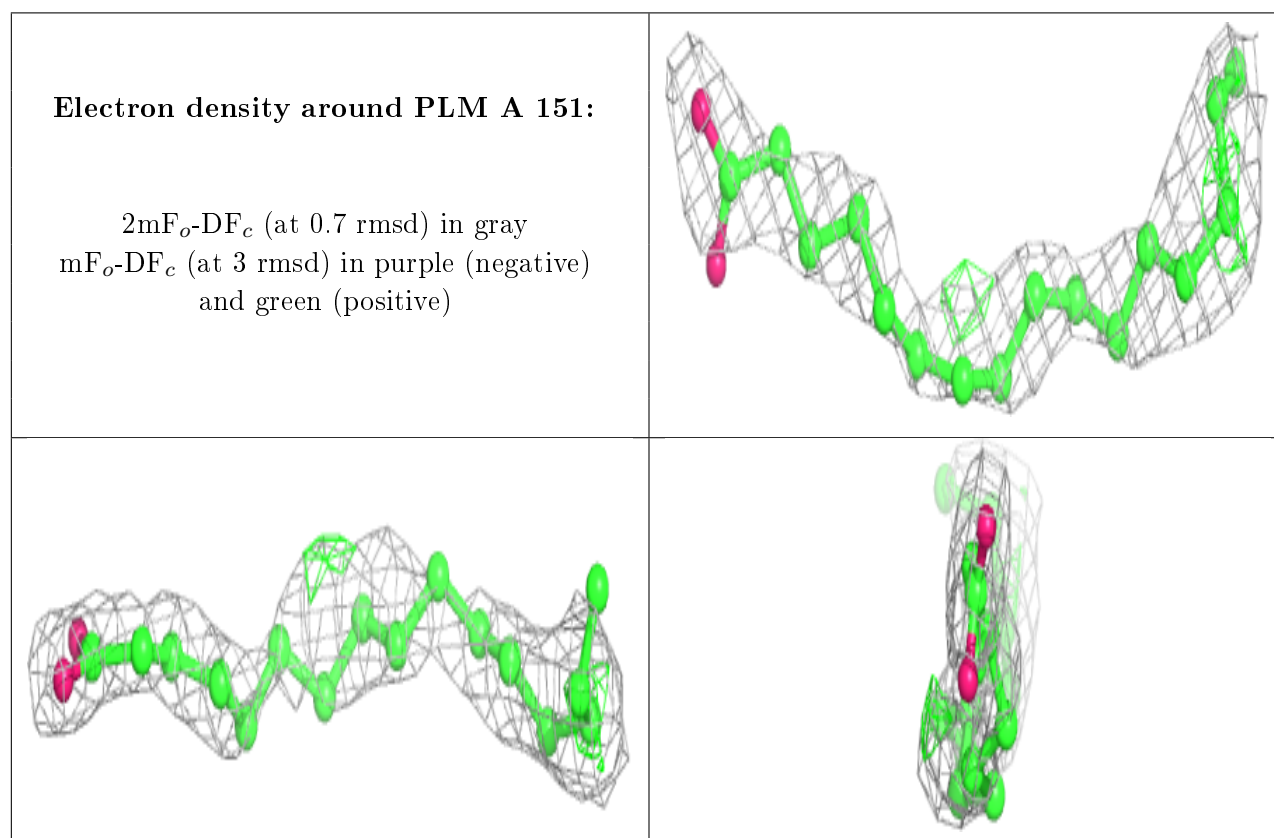 Electron density around PLM A 151:
2mFo-DFc (at 0.7 rmsd) in gray
mFo-DFc (at 3 rmsd) in purple (negative)
and green (positive)